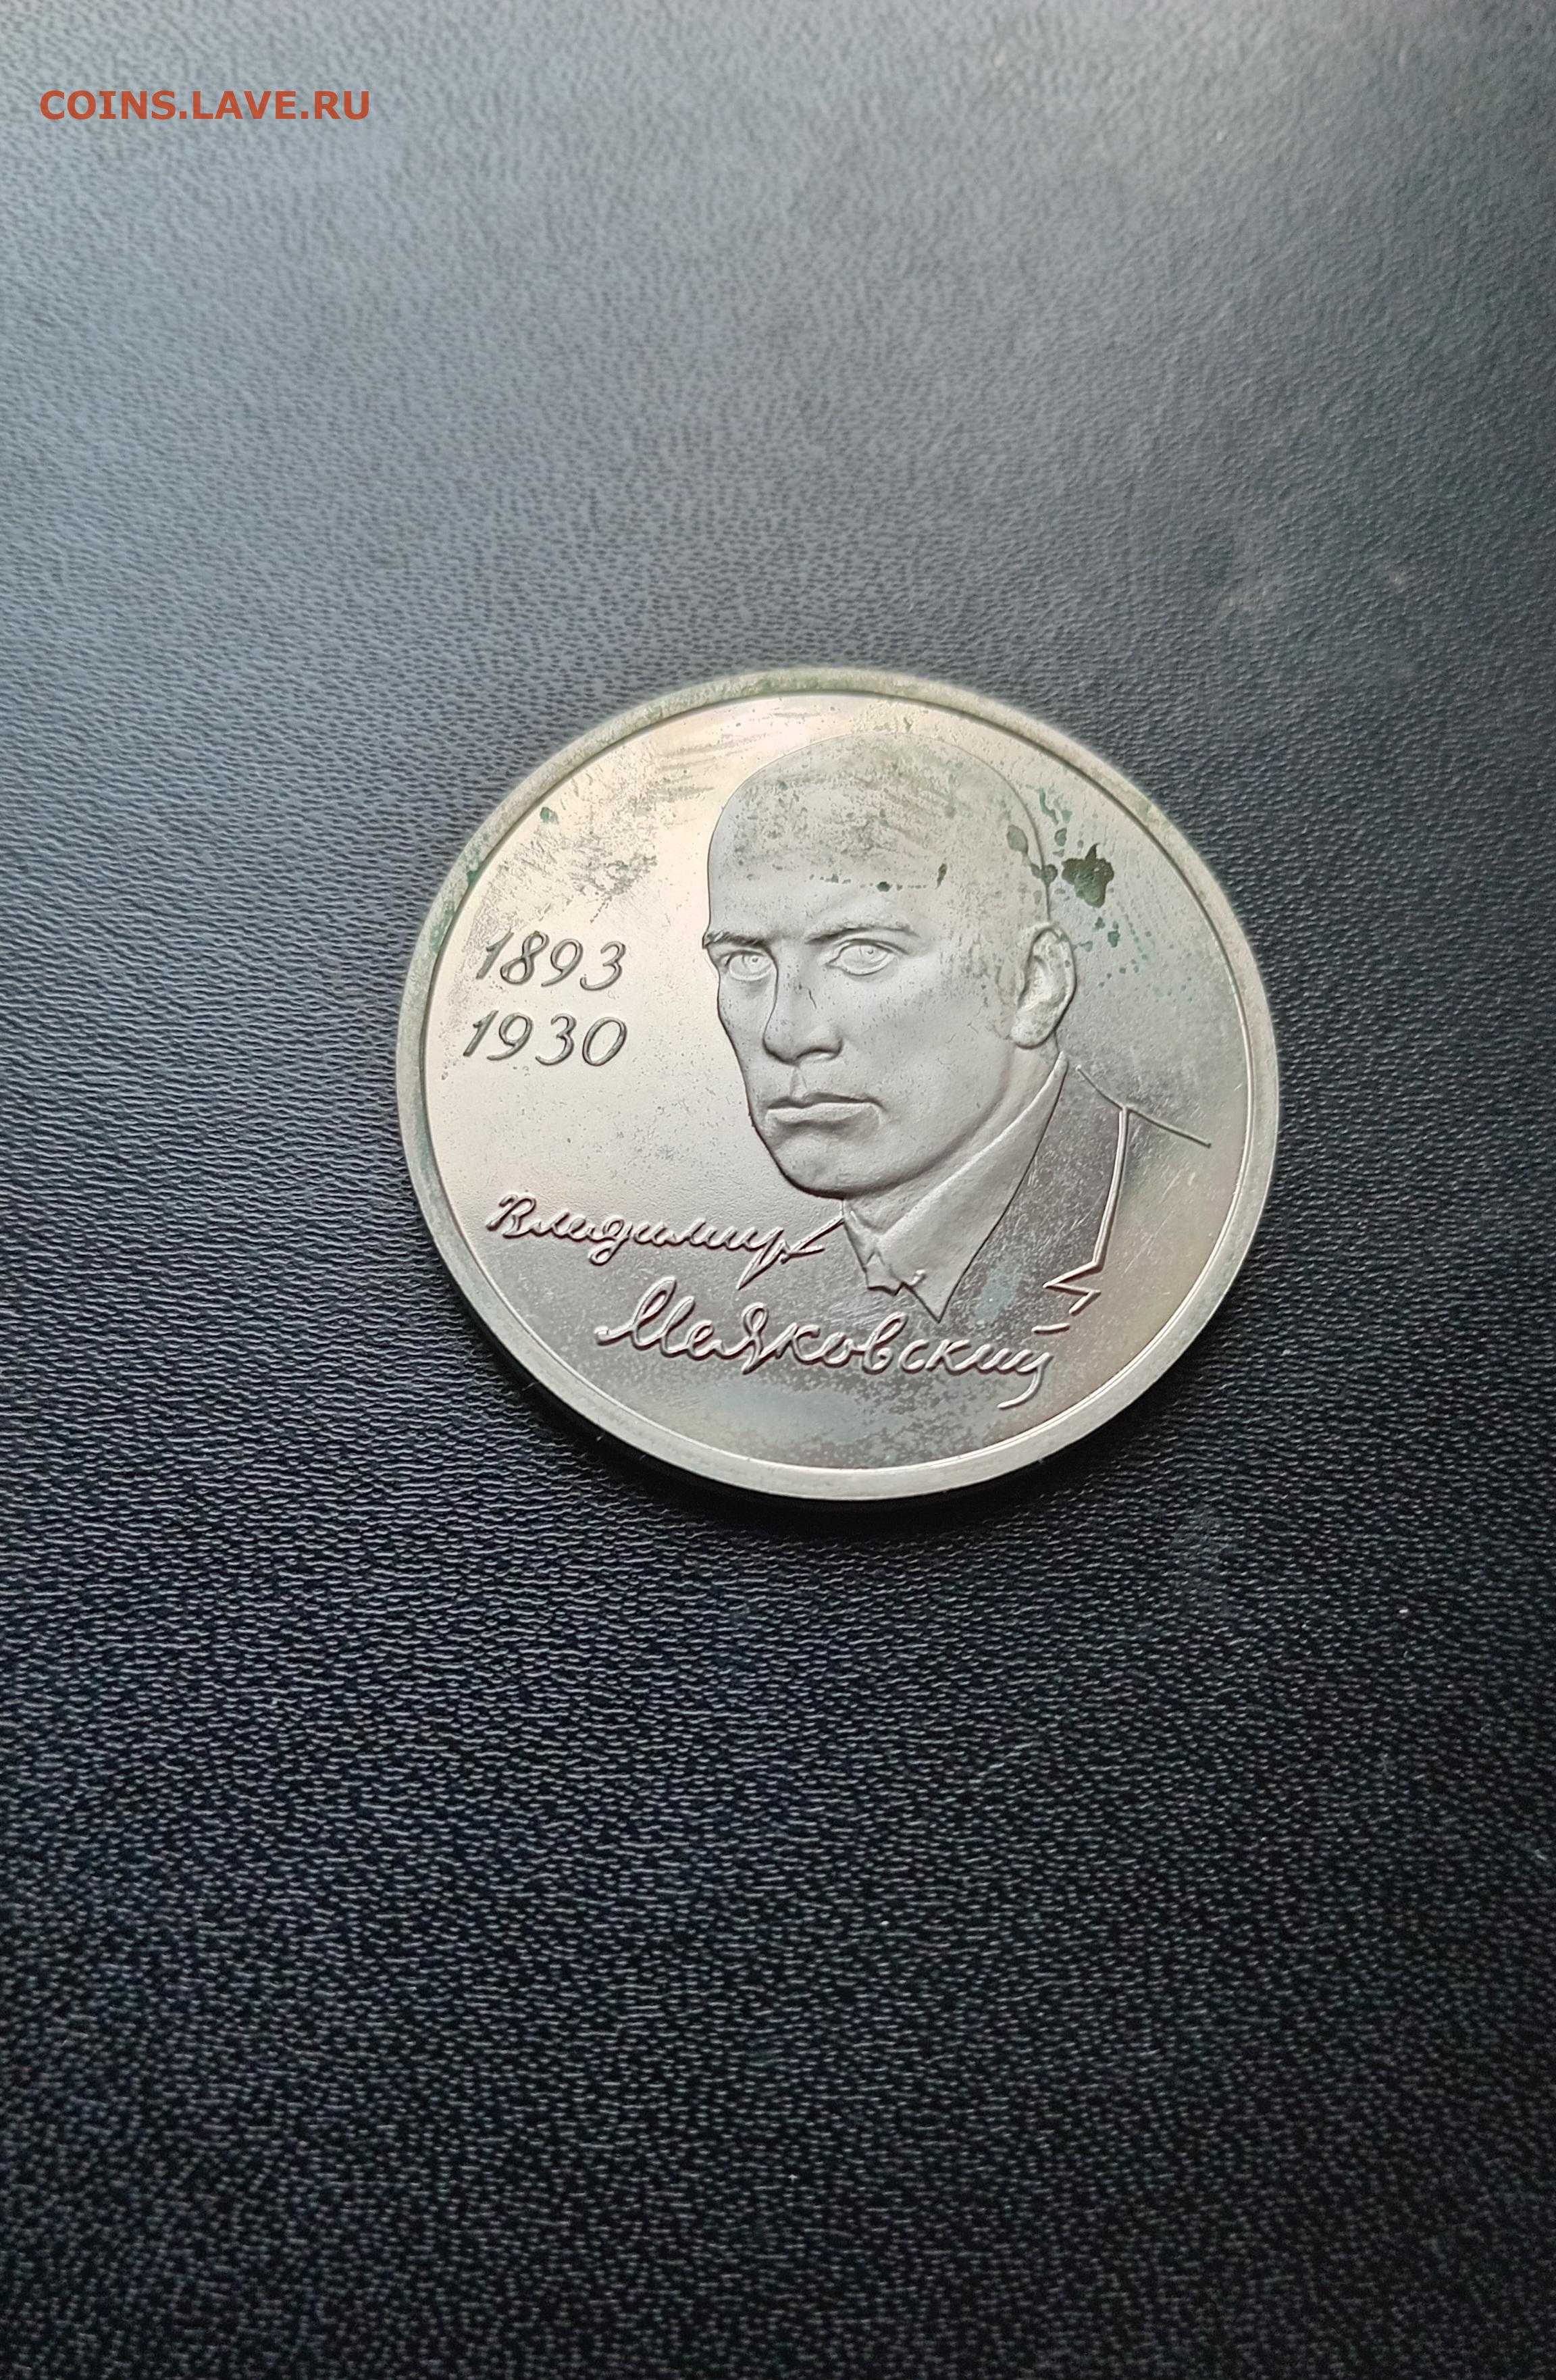 COINS.LAVE.RU
1893
1930
Владимир
Маяковский